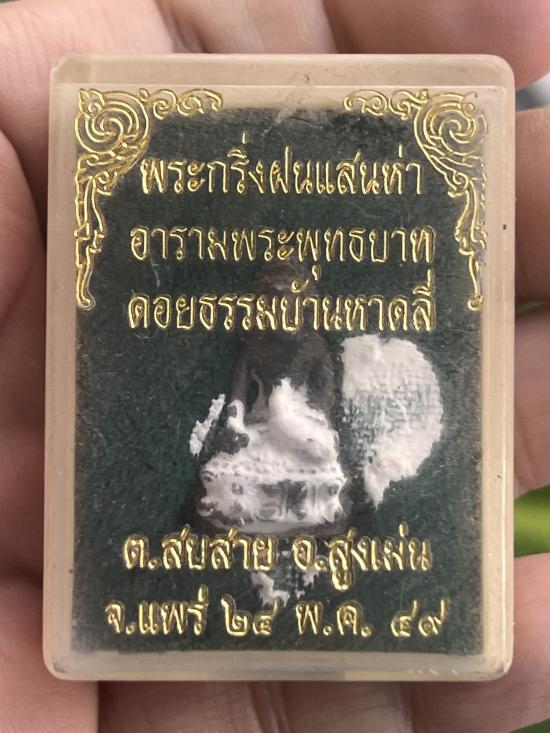 พระกริ่งฝนแสนห่า
อารามพระพุทธบาท
ดอยธรรมบ้านหาดลี่
ต.สบสาย อ.สูงเม่น
จ.แพร่ ๒๔ พ.ค. ๔๙